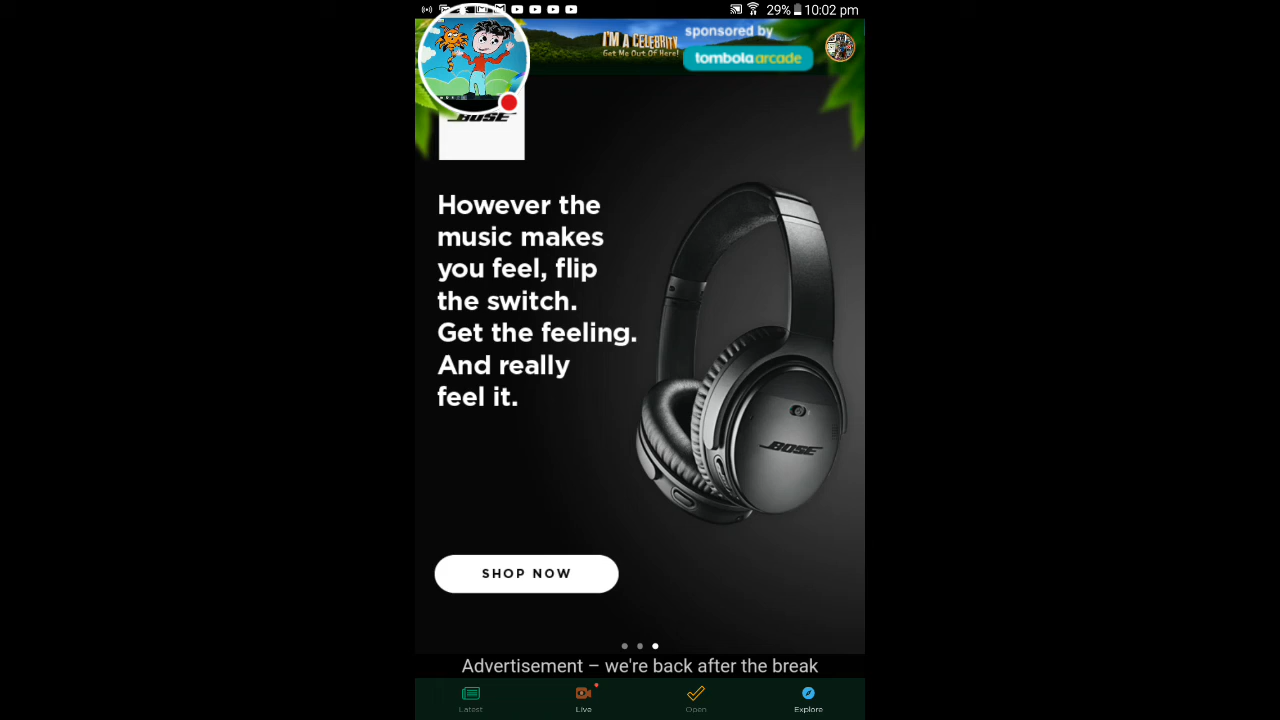 29% 10:02 pm
I'M A CELEBRITY
Get Me Out Of Here!
sponsored by
tombola arcade
BOSE
However the
music makes
you feel, flip
the switch.
Get the feeling.
And really
feel it.
BOSE
SHOP NOW
Advertisement – we're back after the break
Latest
Live
Open
Explore